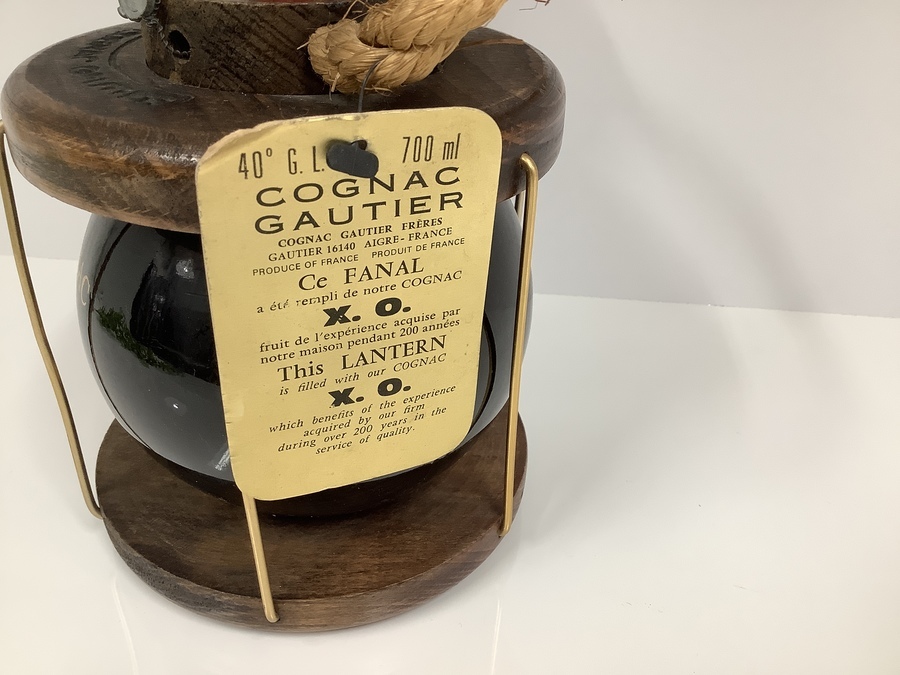 40° G. L. 700 ml
COGNAC
GAUTIER
COGNAC GAUTIER FRÈRES
GAUTIER 16140 AIGRE-FRANCE
PRODUCE OF FRANCE PRODUIT DE FRANCE
Ce FANAL
a été rempli de notre COGNAC
X. O.
fruit de l'expérience acquise par
notre maison pendant 200 années
This LANTERN
is filled with our COGNAC
X. O.
which benefits of the experience
acquired by our firm
during over 200 years in the
service of quality.